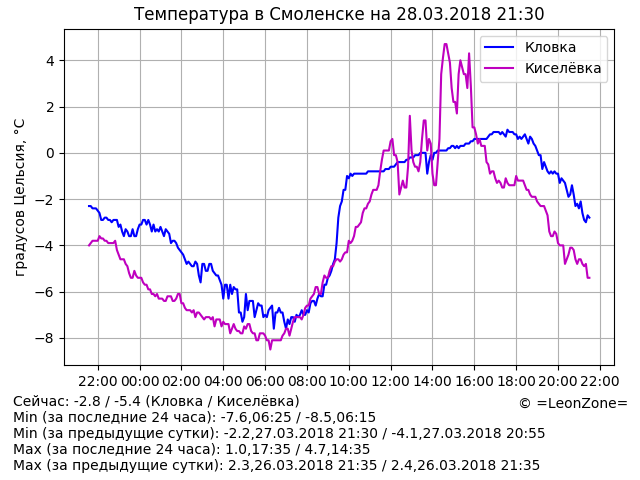 Температура в Смоленске на 28.03.2018 21:30
Кловка
Киселёвка
градусов Цельсия, °C
4
2
0
−2
−4
−6
−8
22:00 00:00 02:00 04:00 06:00 08:00 10:00 12:00 14:00 16:00 18:00 20:00 22:00
Сейчас: -2.8 / -5.4 (Кловка / Киселёвка)
© =LeonZone=
Min (за последние 24 часа): -7.6,06:25 / -8.5,06:15
Min (за предыдущие сутки): -2.2,27.03.2018 21:30 / -4.1,27.03.2018 20:55
Max (за последние 24 часа): 1.0,17:35 / 4.7,14:35
Max (за предыдущие сутки): 2.3,26.03.2018 21:35 / 2.4,26.03.2018 21:35